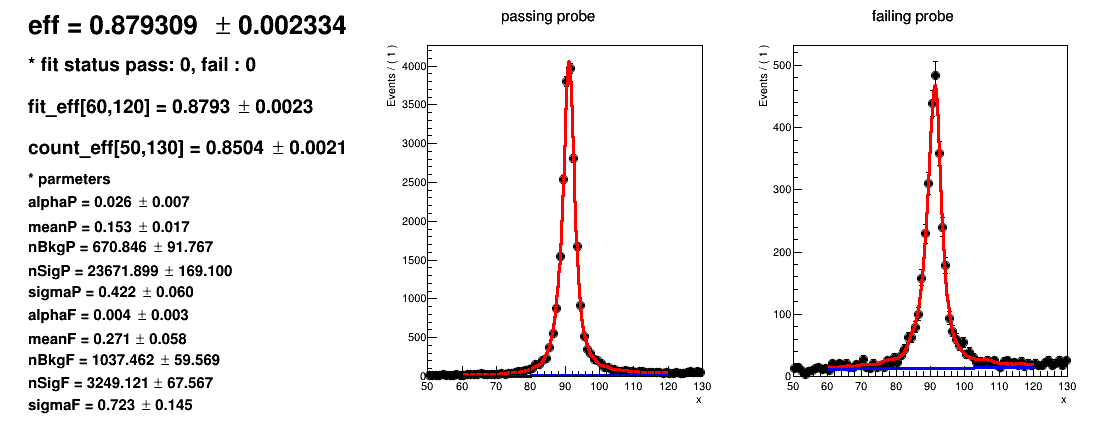 eff = 0.879309 ± 0.002334
* fit status pass: 0, fail : 0
fit_eff[60,120] = 0.8793 ± 0.0023
count_eff[50,130] = 0.8504 ± 0.0021
* parmeters
alphaP = 0.026 ± 0.007
meanP = 0.153 ± 0.017
nBkgP = 670.846 ± 91.767
nSigP = 23671.899 ± 169.100
sigmaP = 0.422 ± 0.060
alphaF = 0.004 ± 0.003
meanF = 0.271 ± 0.058
nBkgF = 1037.462 ± 59.569
nSigF = 3249.121 ± 67.567
sigmaF = 0.723 ± 0.145
passing probe
Events / ( 1 )
4000
3500
3000
2500
2000
1500
1000
500
0
50 60 70 80 90 100 110 120 130
x
failing probe
Events / ( 1 )
500
400
300
200
100
0
50 60 70 80 90 100 110 120 130
x